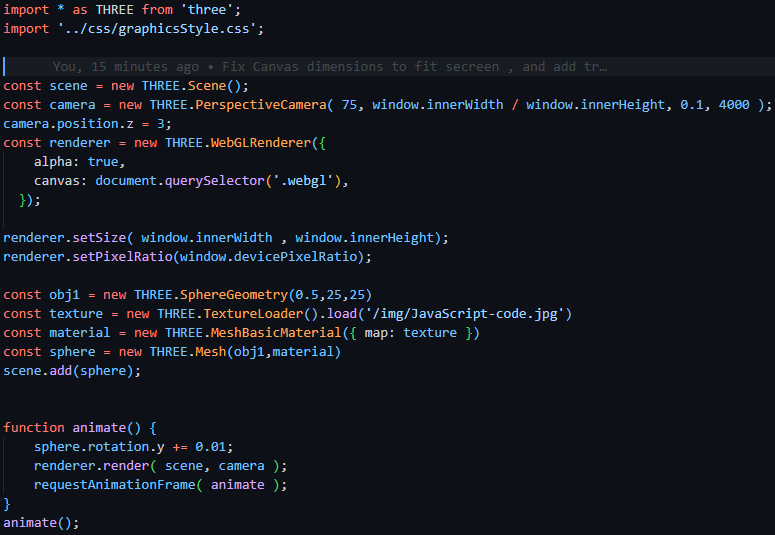 import * as THREE from 'three';
import '../css/graphicsStyle.css';
You, 15 minutes ago • Fix Canvas dimensions to fit secreen , and add tr…
const scene = new THREE.Scene();
const camera = new THREE.PerspectiveCamera( 75, window.innerWidth / window.innerHeight, 0.1, 4000 );
camera.position.z = 3;
const renderer = new THREE.WebGLRenderer({
    alpha: true,
    canvas: document.querySelector('.webgl'),
  });
renderer.setSize( window.innerWidth , window.innerHeight);
renderer.setPixelRatio(window.devicePixelRatio);
const obj1 = new THREE.SphereGeometry(0.5,25,25)
const texture = new THREE.TextureLoader().load('/img/JavaScript-code.jpg')
const material = new THREE.MeshBasicMaterial({ map: texture })
const sphere = new THREE.Mesh(obj1,material)
scene.add(sphere);
function animate() {
    sphere.rotation.y += 0.01;
    renderer.render( scene, camera );
    requestAnimationFrame( animate );
}
animate();